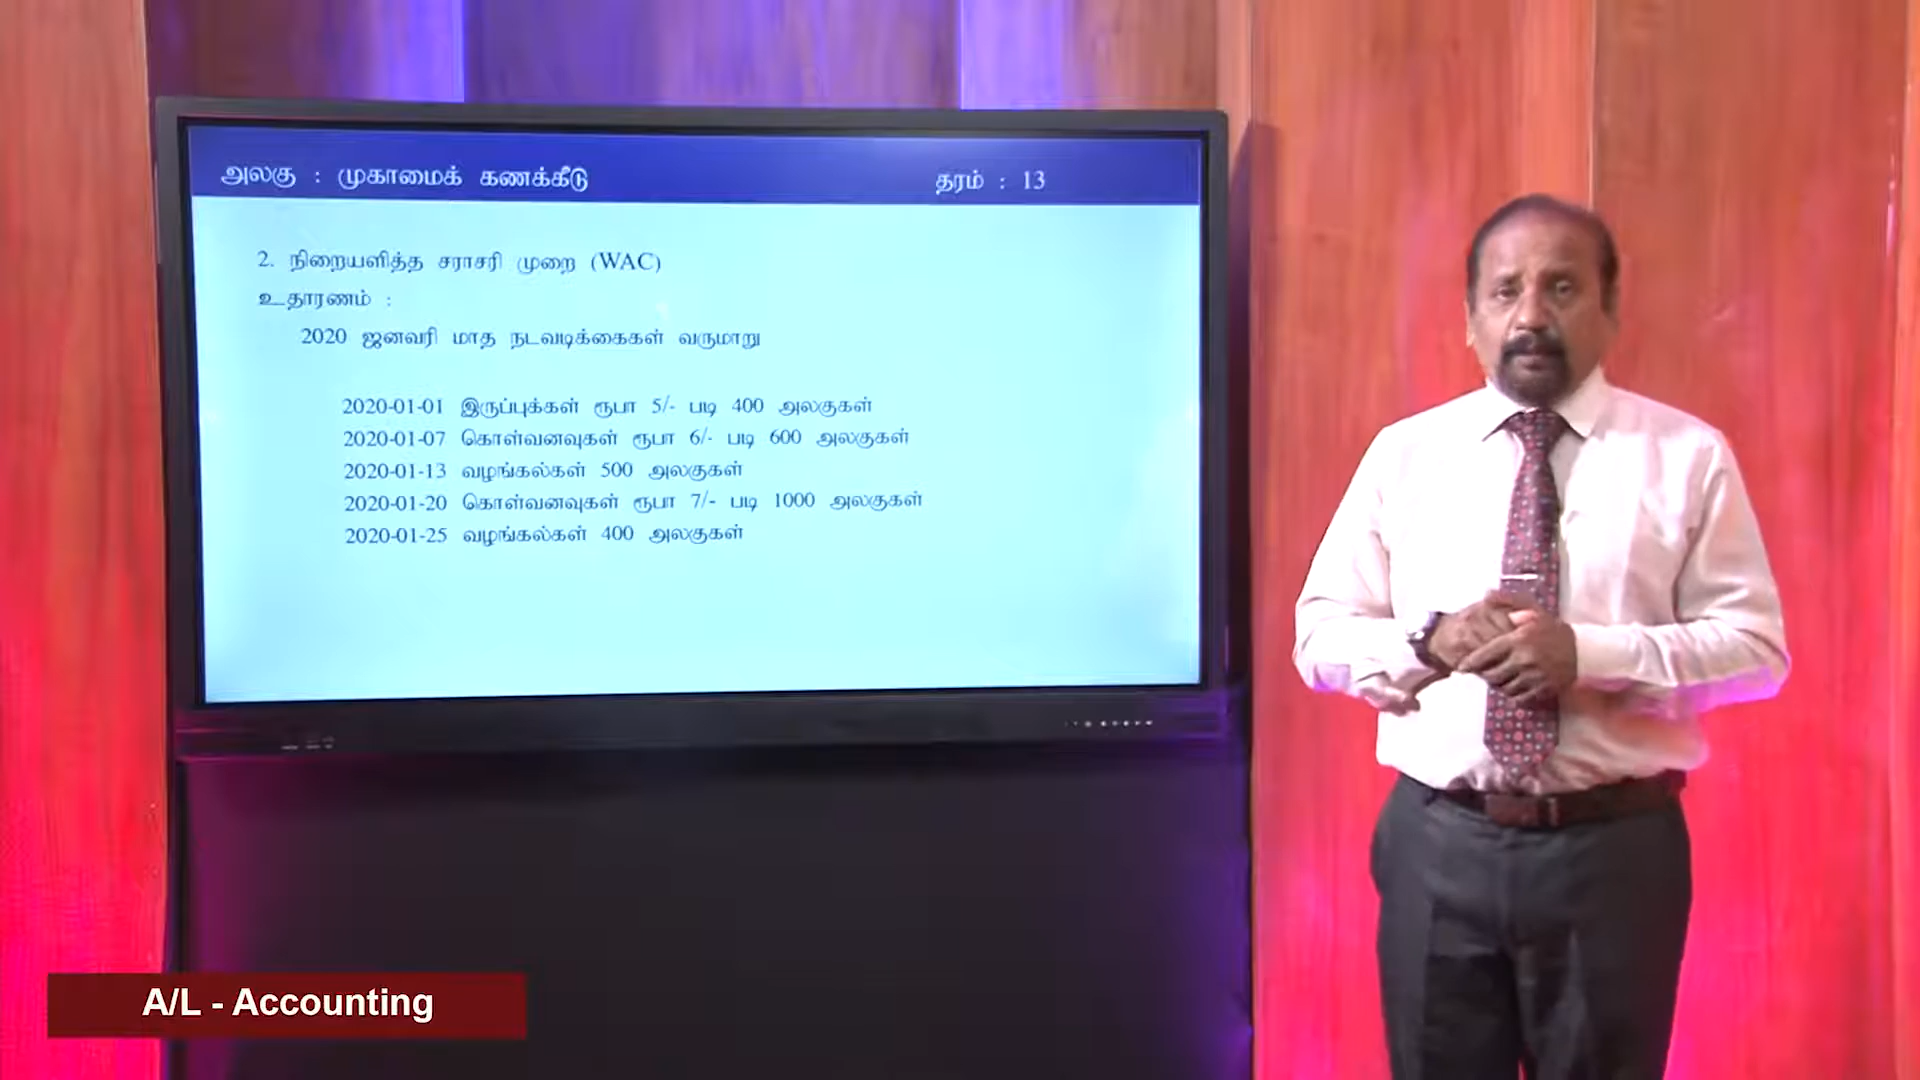 அலகு : முகாமைக் கணக்கீடு
தரம் : 13
2. நிறையளித்த சராசரி முறை (WAC)
உதாரணம் :
2020 ஜனவரி மாத நடவடிக்கைகள் வருமாறு
2020-01-01 இருப்புக்கள் ரூபா 5/- படி 400 அலகுகள்
2020-01-07 கொள்வனவுகள் ரூபா 6/- படி 600 அலகுகள்
2020-01-13 வழங்கல்கள் 500 அலகுகள்
2020-01-20 கொள்வனவுகள் ரூபா 7/- படி 1000 அலகுகள்
2020-01-25 வழங்கல்கள் 400 அலகுகள்
A/L - Accounting